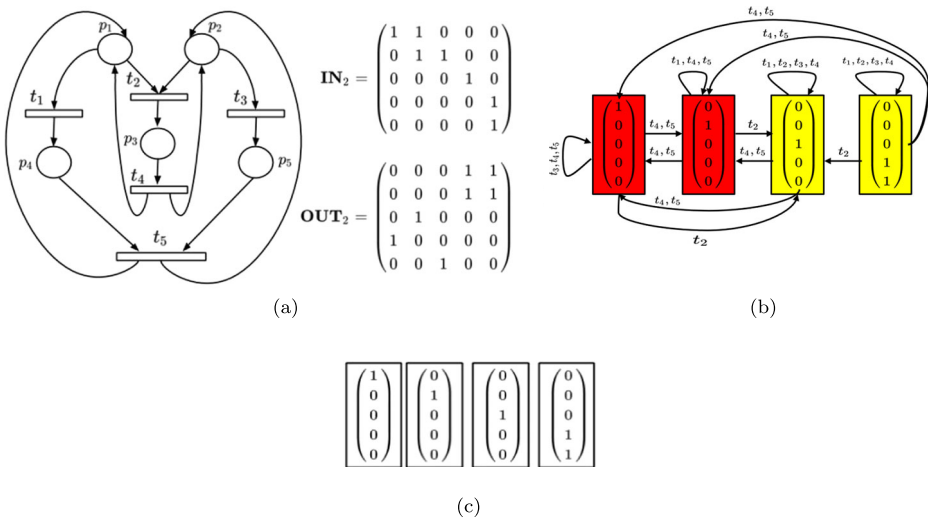 p₁
p₂
t₁
t₂
t₃
p₃
p₄
p₅
t₄
t₅
IN₂ =
1 1 0 0 0
0 1 1 0 0
0 0 0 1 0
0 0 0 0 1
0 0 0 0 1
OUT₂ =
0 0 0 1 1
0 0 0 1 1
0 1 0 0 0
1 0 0 0 0
0 0 1 0 0
(a)
t₄, t₅
t₄, t₅
t₁, t₄, t₅
t₁, t₂, t₃, t₄
t₁, t₂, t₃, t₄
1 0 0 0
0 1 0 0
0 0 1 0
0 0 0 1
0 0 0 1
t₃, t₄, t₅
t₄, t₅
t₂
t₄, t₅
t₄, t₅
t₂
t₄, t₅
t₂
(b)
1 0 0 0
0 1 0 0
0 0 1 0
0 0 0 1
0 0 0 1
(c)